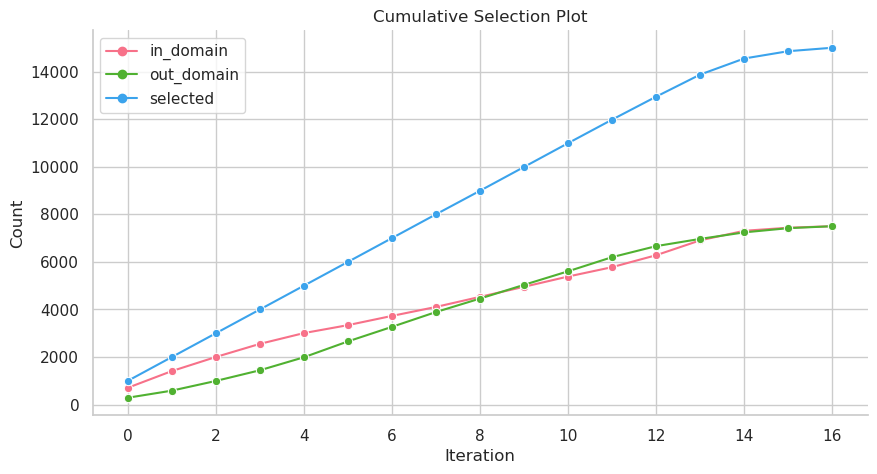 Cumulative Selection Plot
in_domain
out_domain
selected
Count
14000
12000
10000
8000
6000
4000
2000
0
0 2 4 6 8 10 12 14 16
Iteration